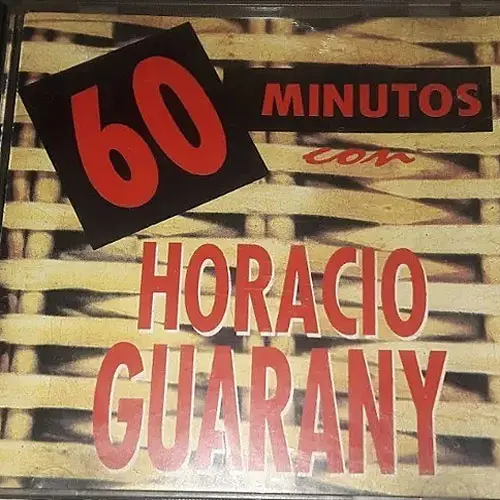 60
MINUTOS
con
HORACIO
GUARANY